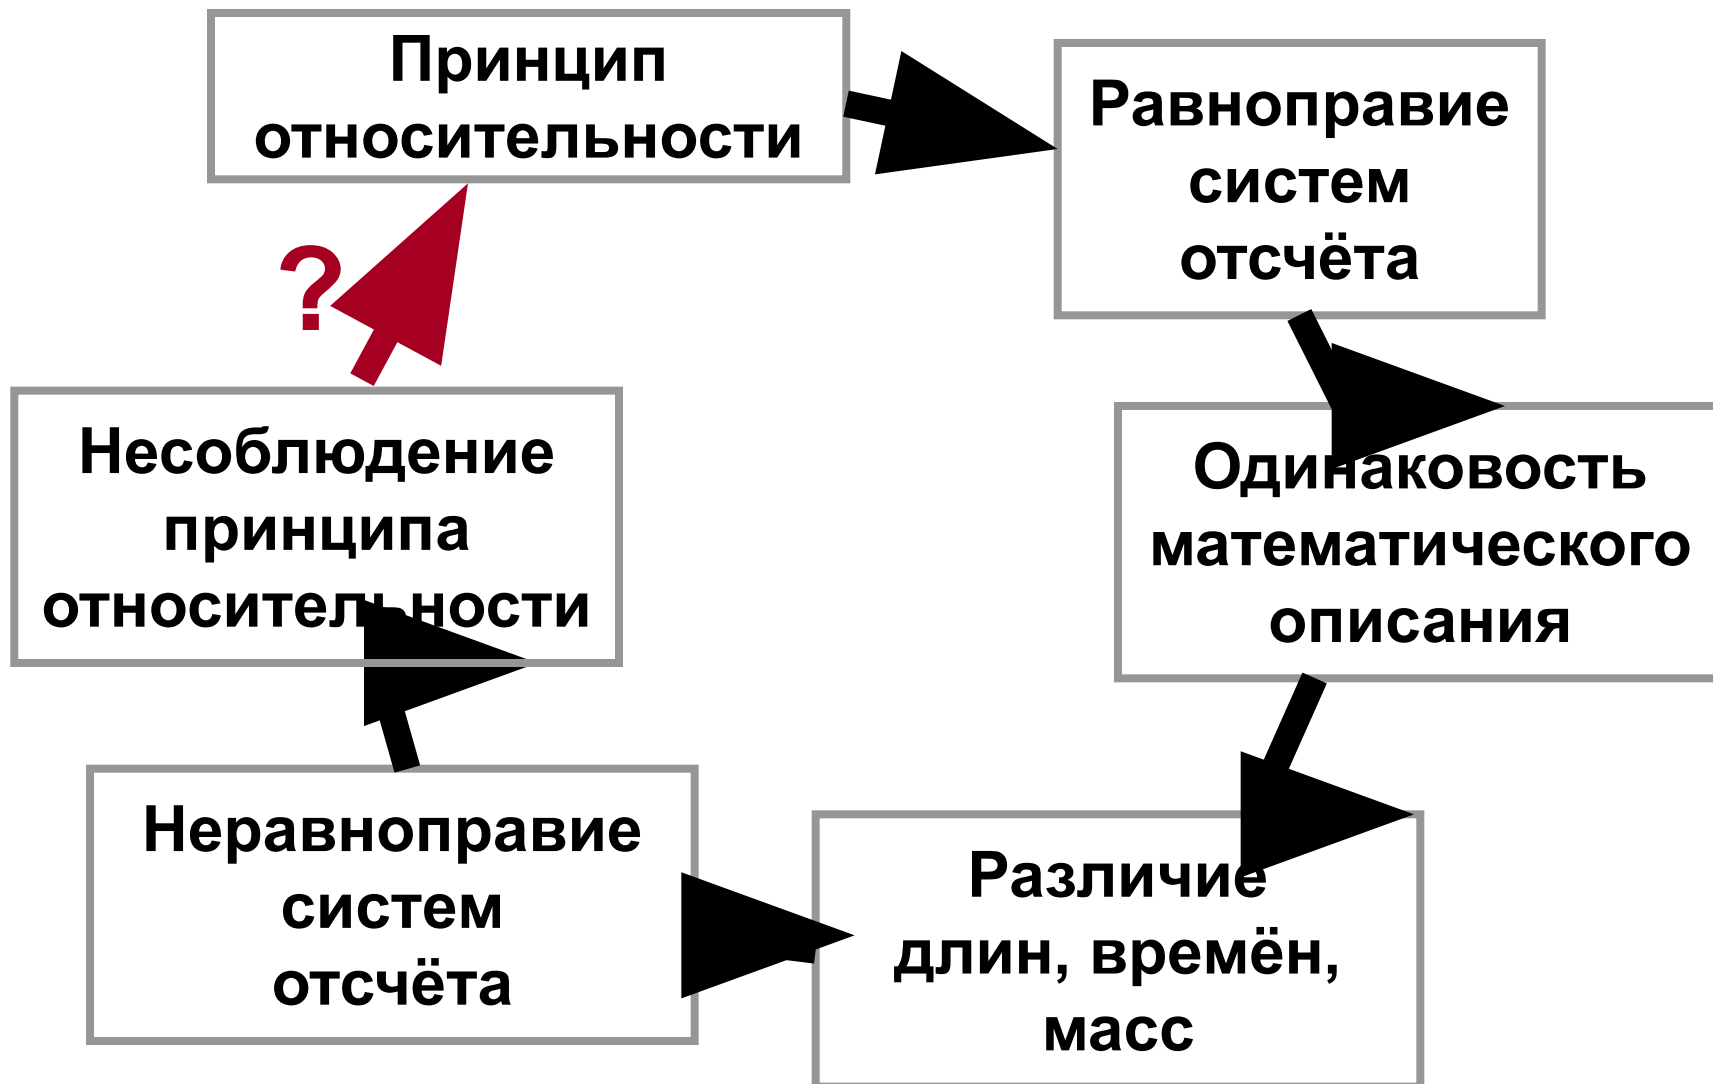 Принцип
относительности
Равноправие
систем
отсчёта
?
Несоблюдение
принципа
относительности
Одинаковость
математического
описания
Неравноправие
систем
отсчёта
Различие
длин, времён,
масс